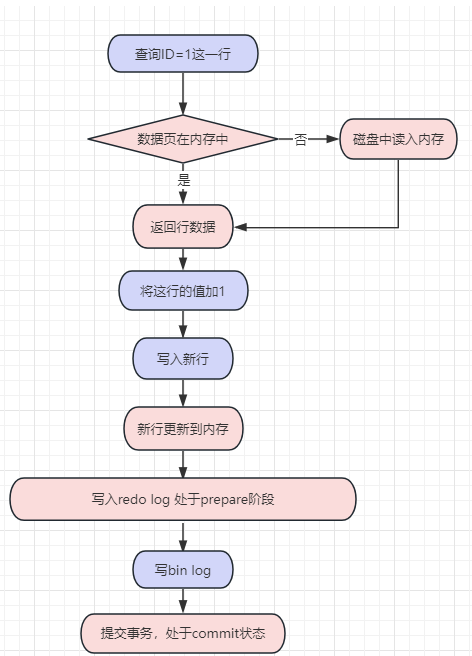 查询ID=1这一行
数据页在内存中
否
磁盘中读入内存
是
返回行数据
将这行的值加1
写入新行
新行更新到内存
写入redo log 处于prepare阶段
写bin log
提交事务，处于commit状态